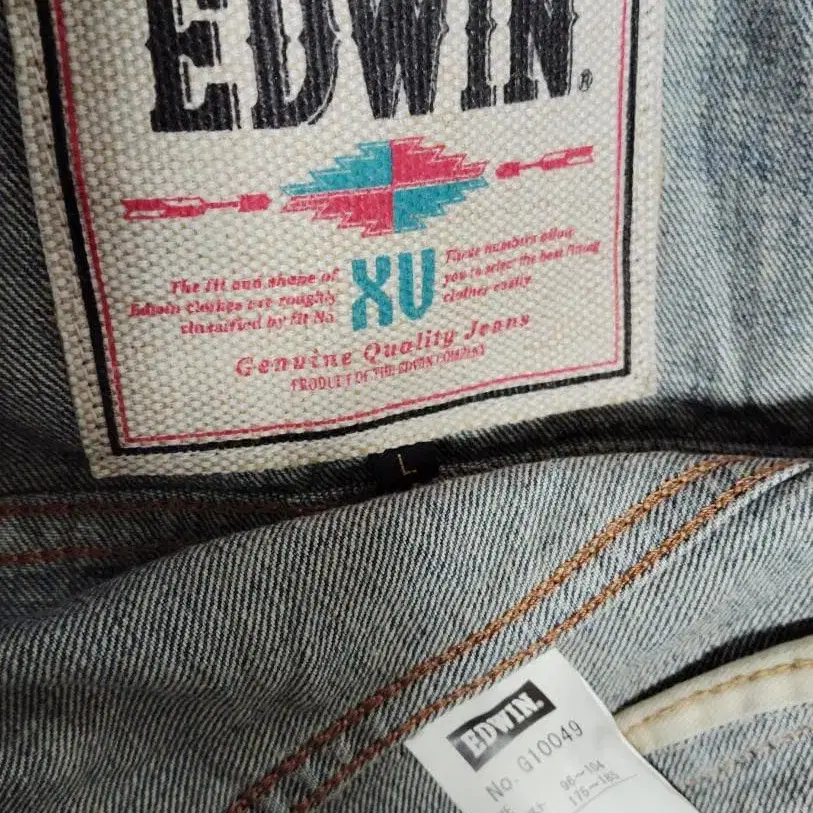 EDWIN®
The fit and shape of
Edwin clothes are roughly
classified by fit No.
XV
These numbers allow
you to select the best fitting
clothes easily.
Genuine Quality Jeans
PRODUCT OF THE EDWIN COMPANY
L
EDWIN.
No. G10049
96~104
175~185